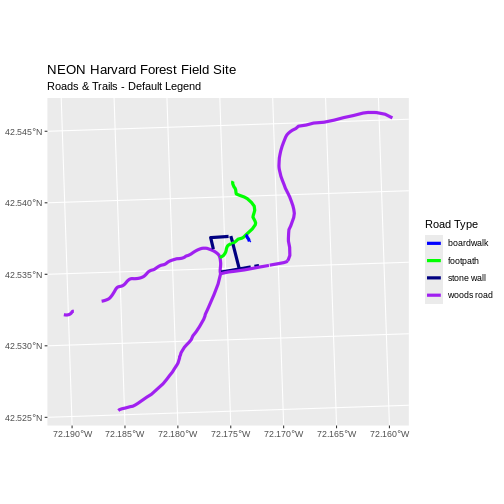 NEON Harvard Forest Field Site
Roads & Trails - Default Legend
42.545°N
42.540°N
42.535°N
42.530°N
42.525°N
72.190°W
72.185°W
72.180°W
72.175°W
72.170°W
72.165°W
72.160°W
Road Type
boardwalk
footpath
stone wall
woods road